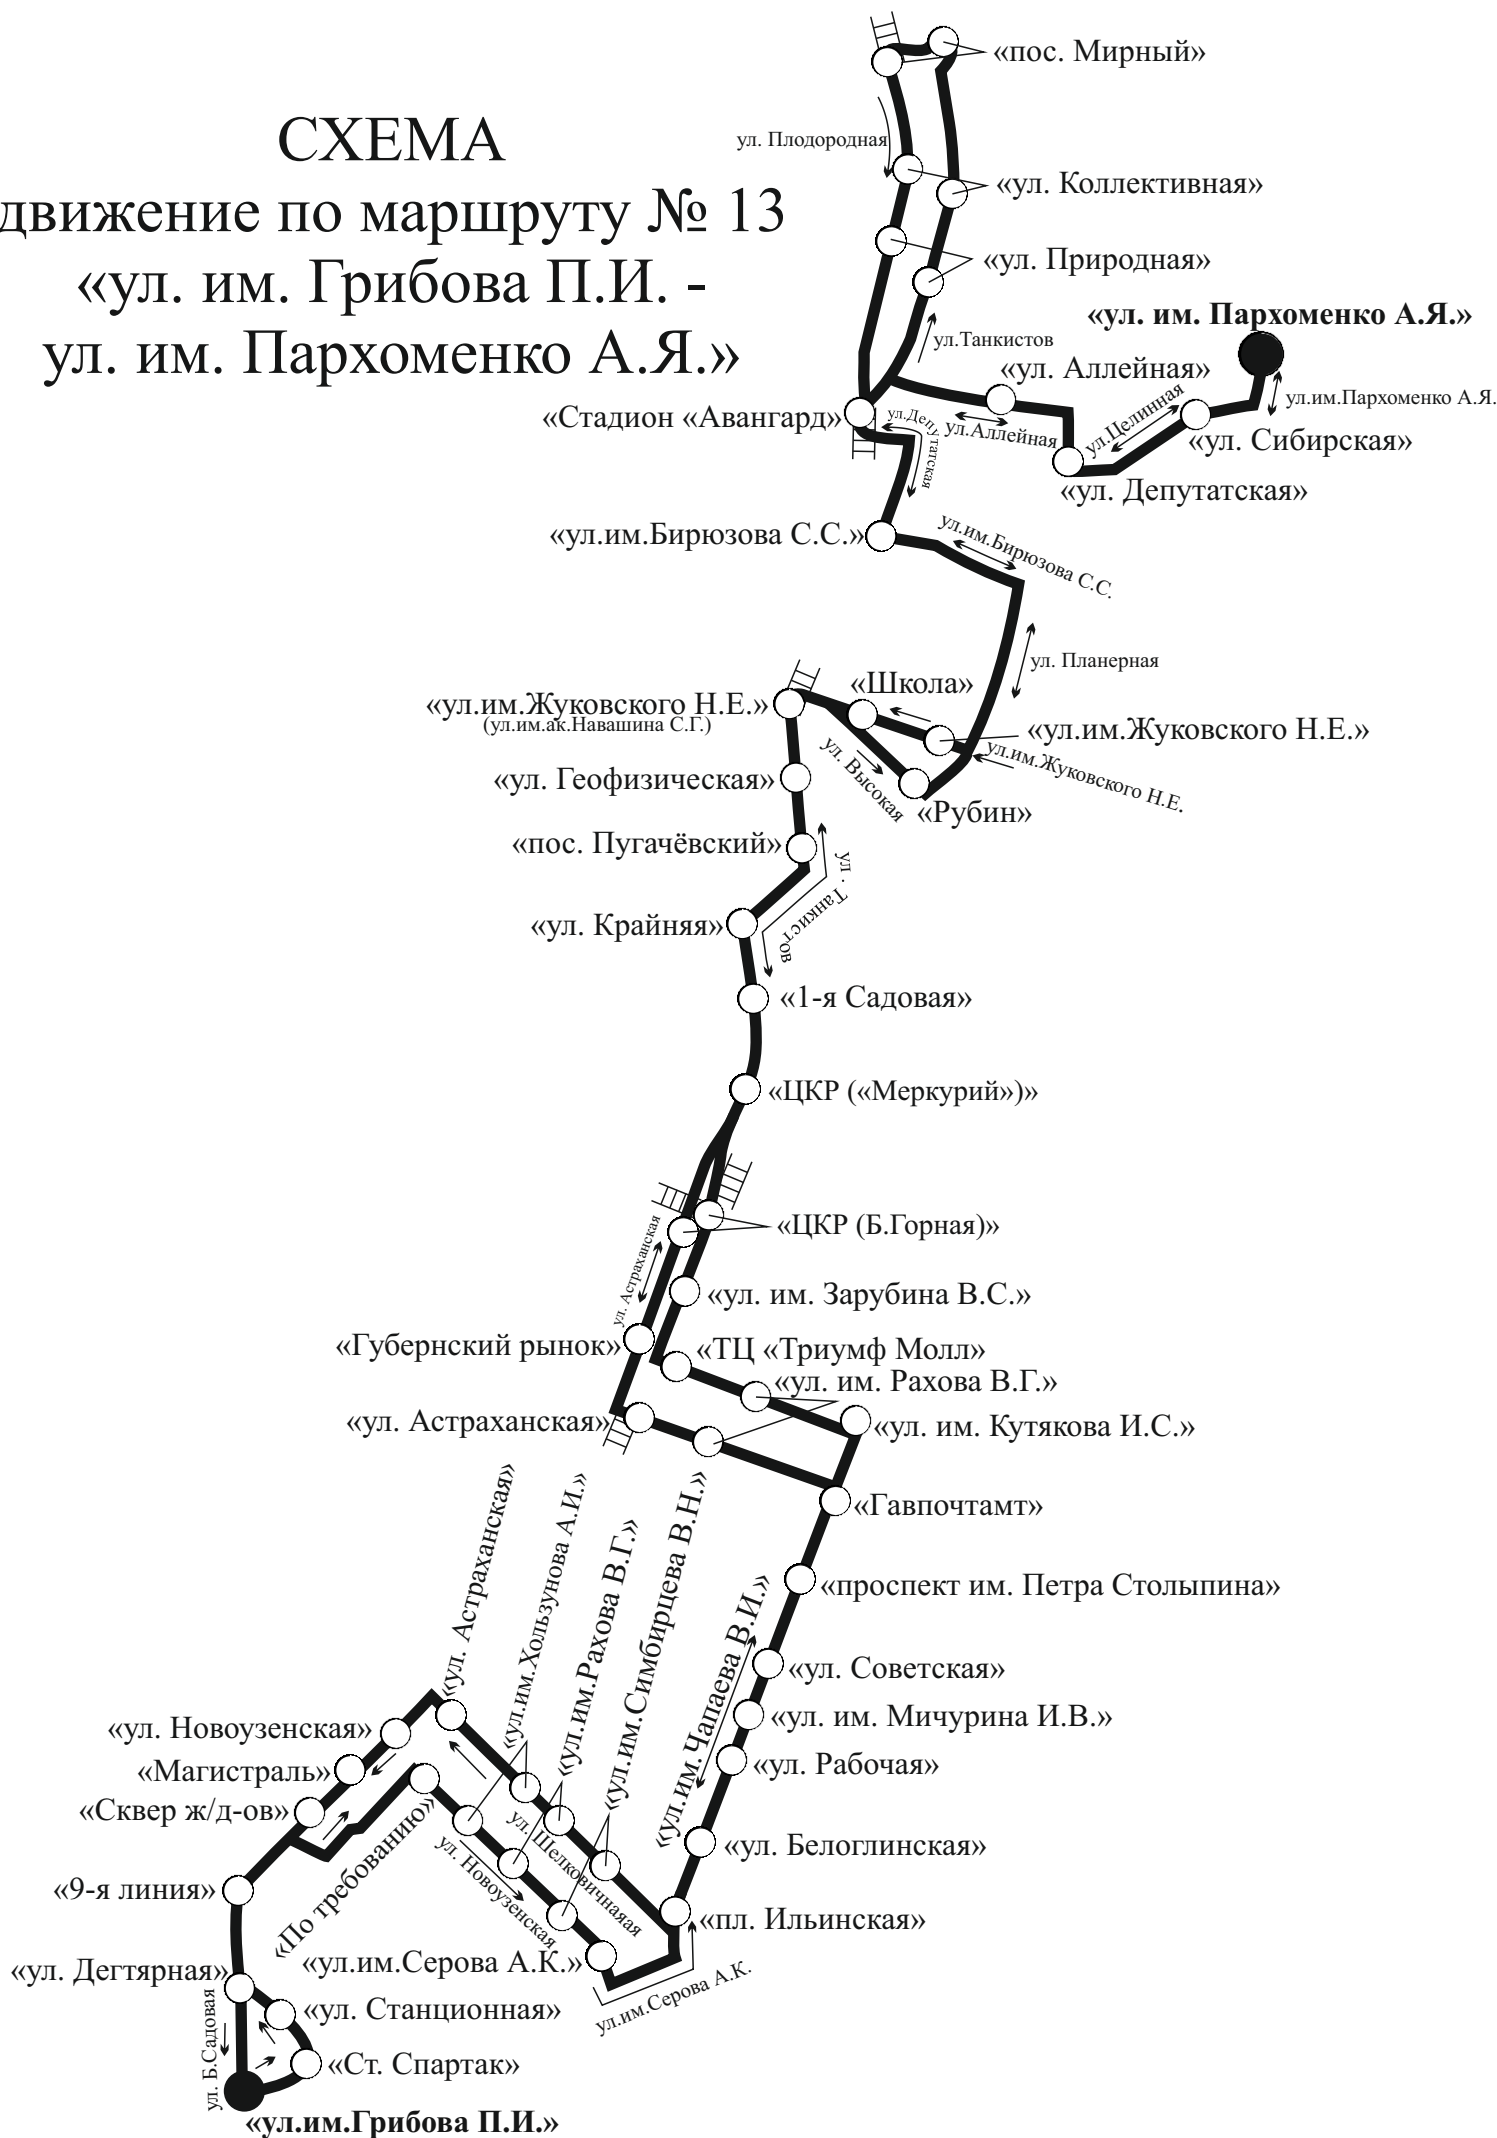 СХЕМА
движение по маршруту № 13
«ул. им. Грибова П.И. -
ул. им. Пархоменко А.Я.»
«пос. Мирный»
ул. Плодородная
«ул. Коллективная»
«ул. Природная»
«ул. им. Пархоменко А.Я.»
ул.Танкистов
«ул. Аллейная»
ул.им.Пархоменко А.Я.
«Стадион «Авангард»
ул.Депутатская
ул.Аллейная
ул.Целинная
«ул. Сибирская»
«ул. Депутатская»
«ул.им.Бирюзова С.С.»
ул.им.Бирюзова С.С.
ул. Планерная
«Школа»
«ул.им.Жуковского Н.Е.»
(ул.им.ак.Навашина С.Г.)
«ул.им.Жуковского Н.Е.»
ул.им.Жуковского Н.Е.
ул. Высокая
«ул. Геофизическая»
«Рубин»
«пос. Пугачёвский»
ул. Танкистов
«ул. Крайняя»
«1-я Садовая»
«ЦКР («Меркурий»)»
«ЦКР (Б.Горная)»
ул. Астраханская
«ул. им. Зарубина В.С.»
«Губернский рынок»
«ТЦ «Триумф Молл»
«ул. им. Рахова В.Г.»
«ул. Астраханская»
«ул. им. Кутякова И.С.»
«Гавпочтамт»
«ул. Астраханская»
«ул.им.Хользунова А.И.»
«ул.им.Рахова В.Г.»
«ул.им.Симбирцева В.Н.»
«ул.им.Чапаева В.И.»
«проспект им. Петра Столыпина»
«ул. Советская»
«ул. им. Мичурина И.В.»
«ул. Рабочая»
«ул. Новоузенская»
«Магистраль»
«Сквер ж/д-ов»
«По требованию»
ул. Шелковичнаяая
ул. Новоузенская
«ул. Белоглинская»
«9-я линия»
«пл. Ильинская»
«ул.им.Серова А.К.»
ул.им.Серова А.К.
«ул. Дегтярная»
«ул. Станционная»
ул. Б.Садовая
«Ст. Спартак»
«ул.им.Грибова П.И.»